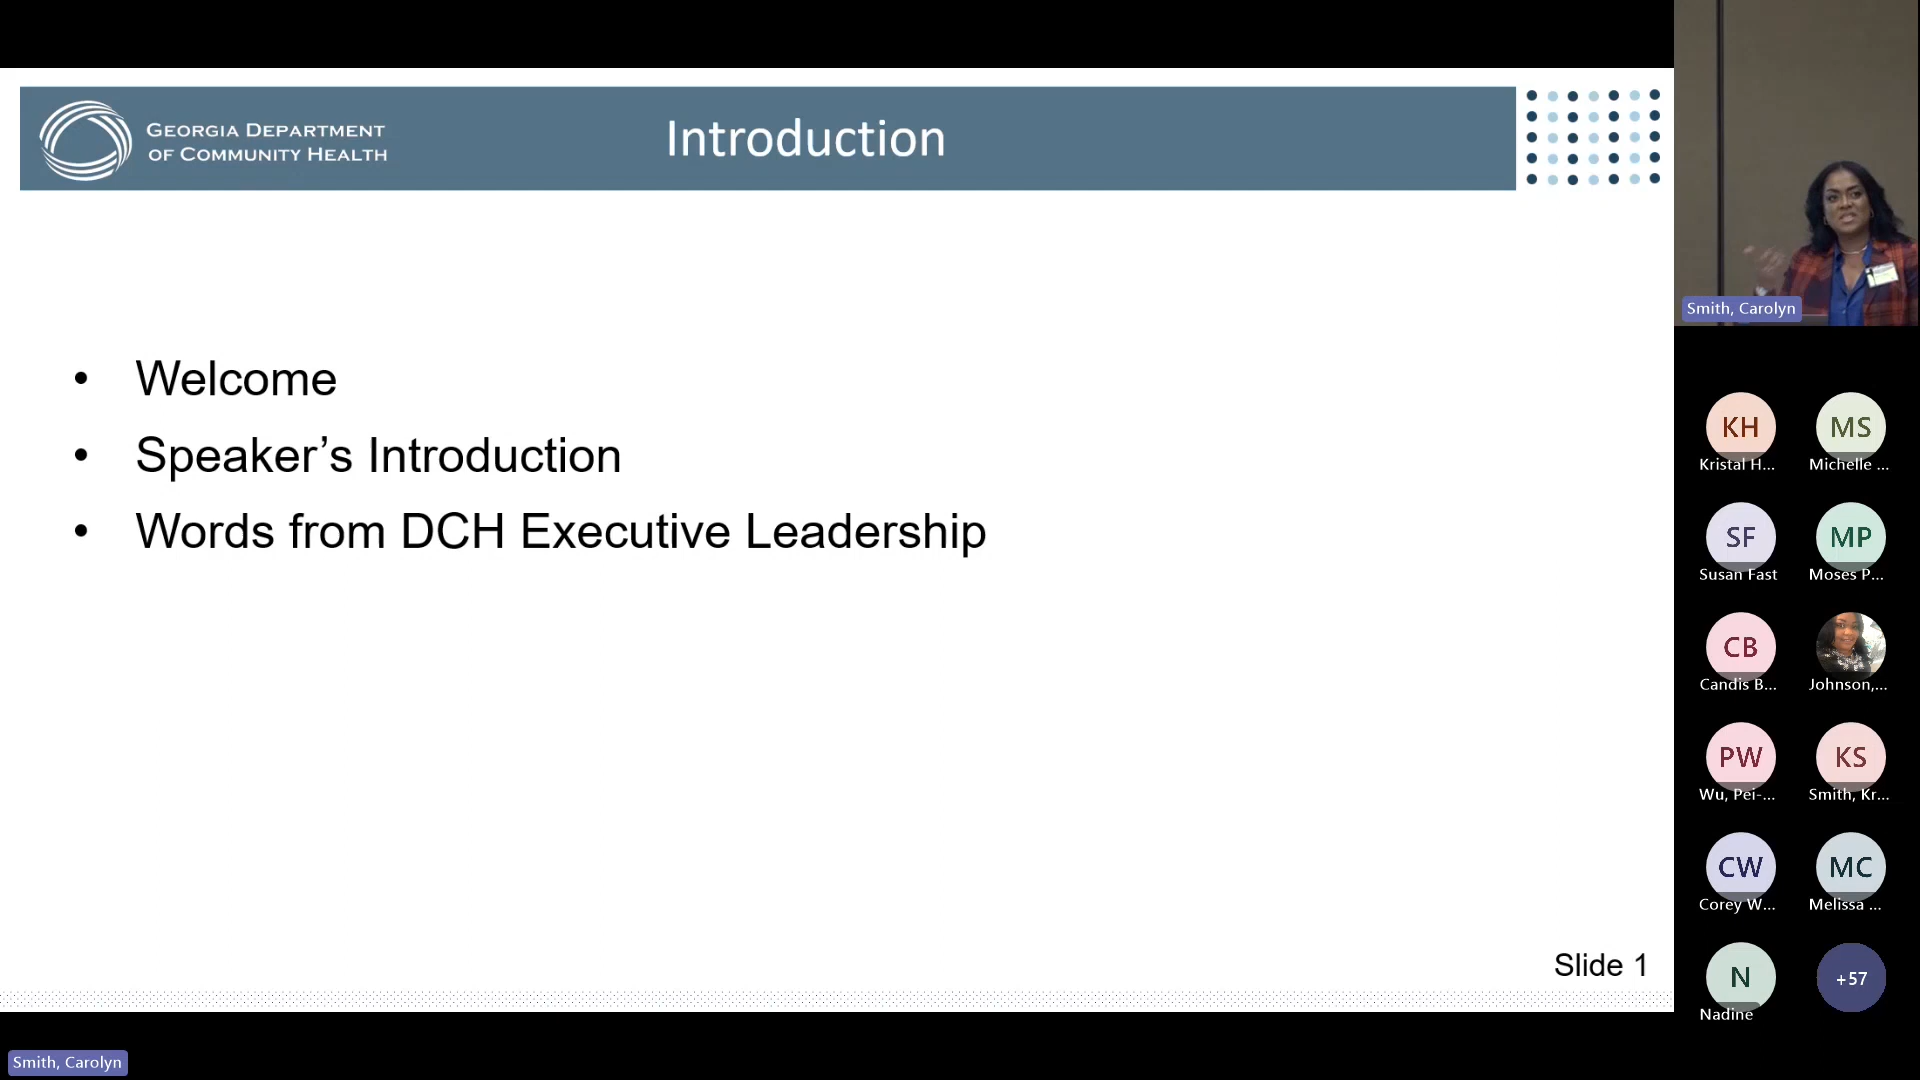 GEORGIA DEPARTMENT
OF COMMUNITY HEALTH
Introduction
• Welcome
• Speaker’s Introduction
• Words from DCH Executive Leadership
Slide 1
Smith, Carolyn
Smith, Carolyn
KH
Kristal H...
MS
Michelle ...
SF
Susan Fast
MP
Moses P...
CB
Candis B...
Johnson,...
PW
Wu, Pei-...
KS
Smith, Kr...
CW
Corey W...
MC
Melissa ...
N
Nadine
+57